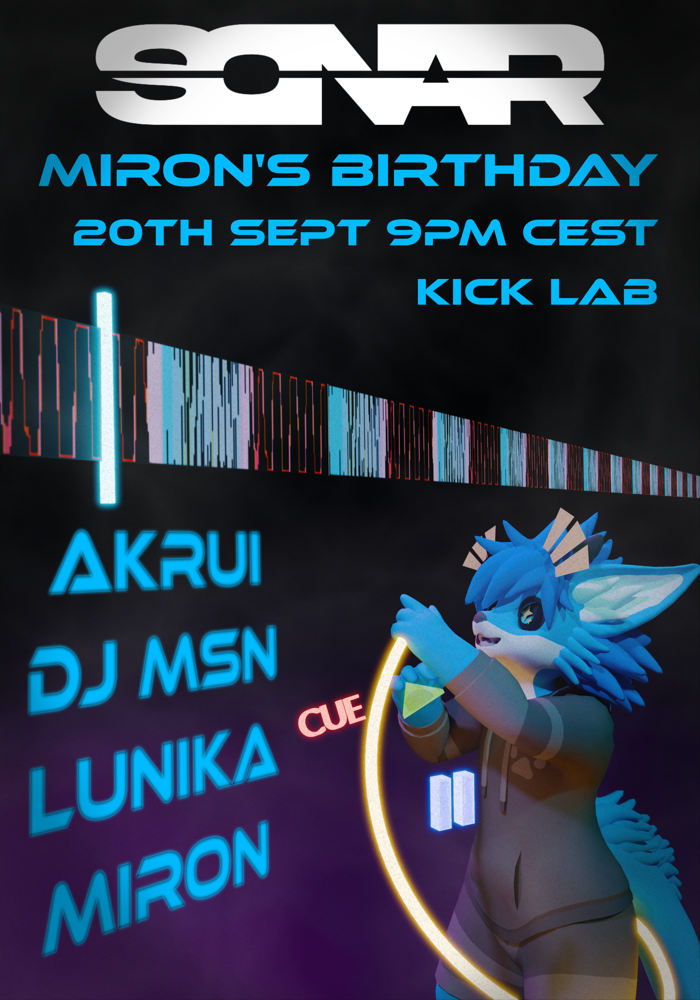 SONAR
MIRON'S BIRTHDAY
20TH SEPT 9PM CEST
KICK LAB
AKRUI
DJ MSN
LUNIKA
MIRON
CUE